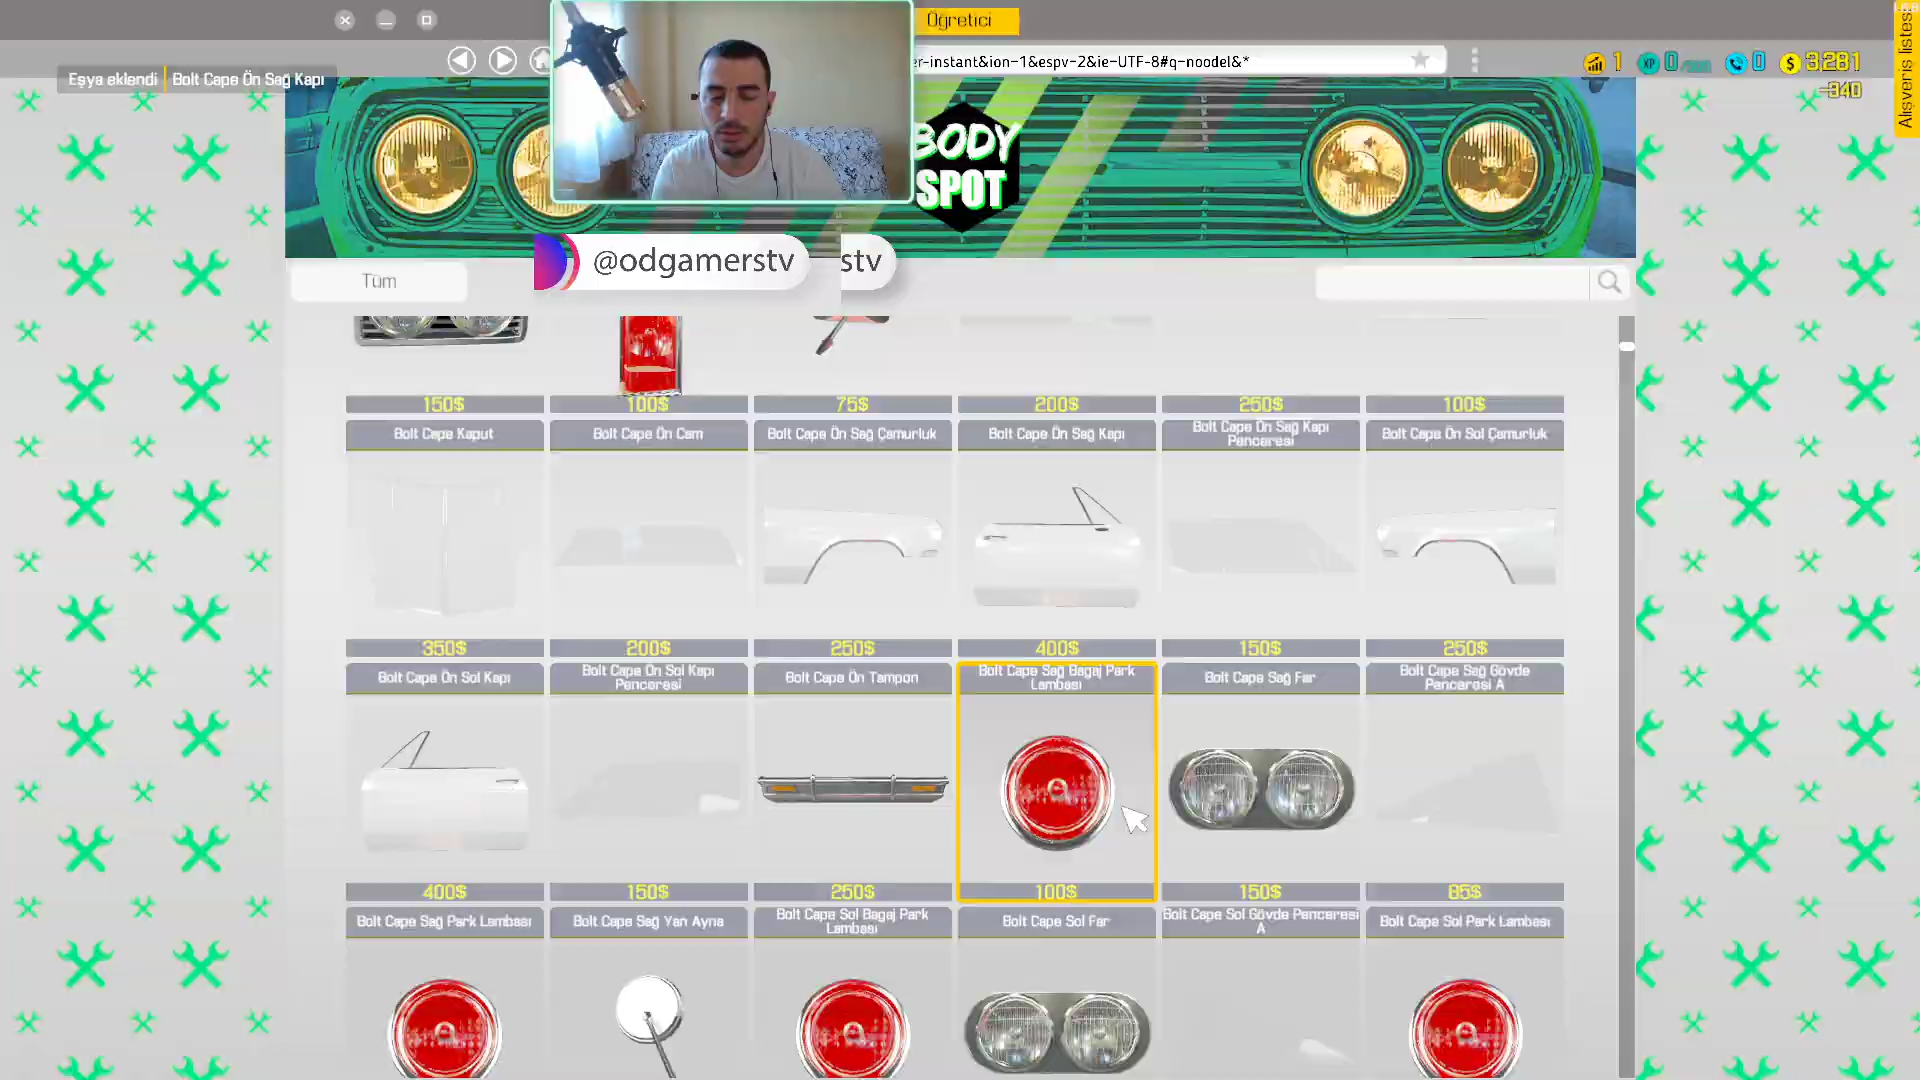 Öğretici
er-instant&ion-1&espv-2&ie-UTF-8#q-noodel&*
1
XP 0
0
$ 3,281
-340
Alışveriş listesi
Eşya eklendi | Bolt Cape Ön Sağ Kapı
BODY
SPOT
@odgamerstv
stv
Tüm
150$ 100$ 75$ 200$ 250$ 100$
Bolt Cape Kaput
Bolt Cape Ön Cam
Bolt Cape Ön Sağ Çamurluk
Bolt Cape Ön Sağ Kapı
Bolt Cape Ön Sağ Kapı
Penceresi
Bolt Cape Ön Sol Çamurluk
350$ 200$ 250$ 400$ 150$ 250$
Bolt Cape Ön Sol Kapı
Bolt Cape Ön Sol Kapı
Penceresi
Bolt Cape Ön Tampon
Bolt Cape Sağ Bagaj Park
Lambası
Bolt Cape Sağ Far
Bolt Cape Sağ Gövde
Penceresi A
400$ 150$ 250$ 100$ 150$ 85$
Bolt Cape Sağ Park Lambası
Bolt Cape Sağ Yan Ayna
Bolt Cape Sol Bagaj Park
Lambası
Bolt Cape Sol Far
Bolt Cape Sol Gövde Penceresi
A
Bolt Cape Sol Park Lambası